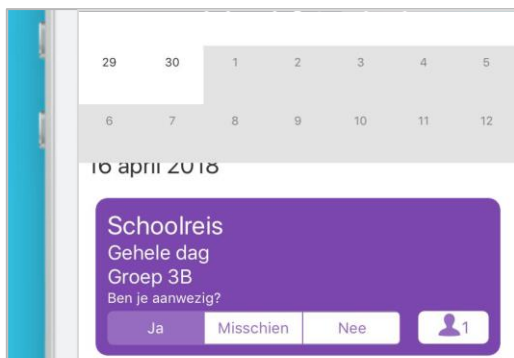 29 30 1 2 3 4 5
6 7 8 9 10 11 12
16 april 2018
Schoolreis
Gehele dag
Groep 3B
Ben je aanwezig?
Ja Misschien Nee 1